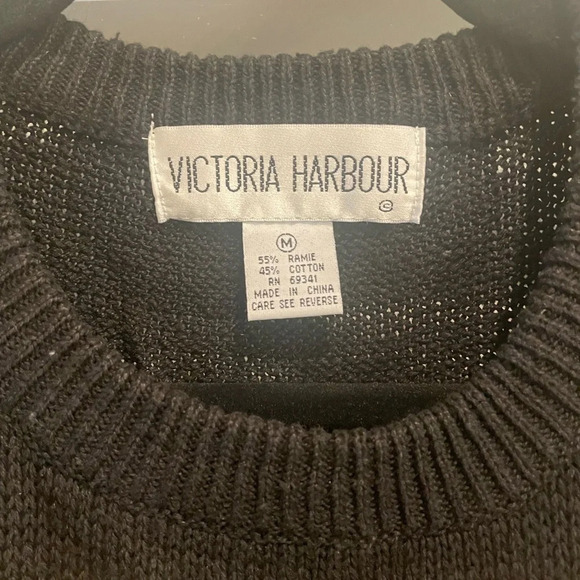 VICTORIA HARBOUR
©
M
55% RAMIE
45% COTTON
RN 69341
MADE IN CHINA
CARE SEE REVERSE